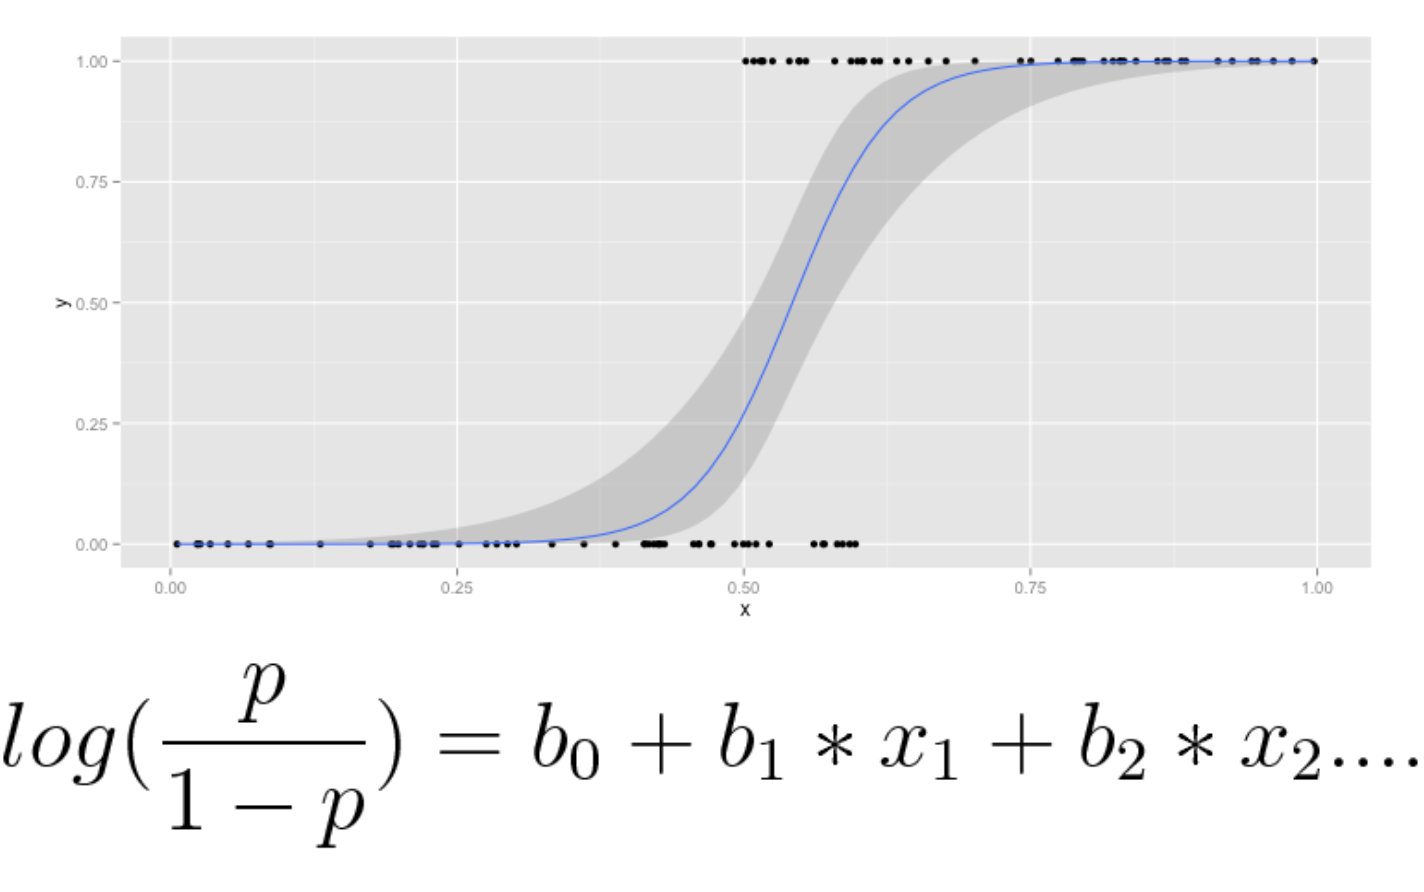 1.00
0.75
y 0.50
0.25
0.00
0.00 0.25 0.50 0.75 1.00
x
log(p/1 − p) = b₀ + b₁ * x₁ + b₂ * x₂....